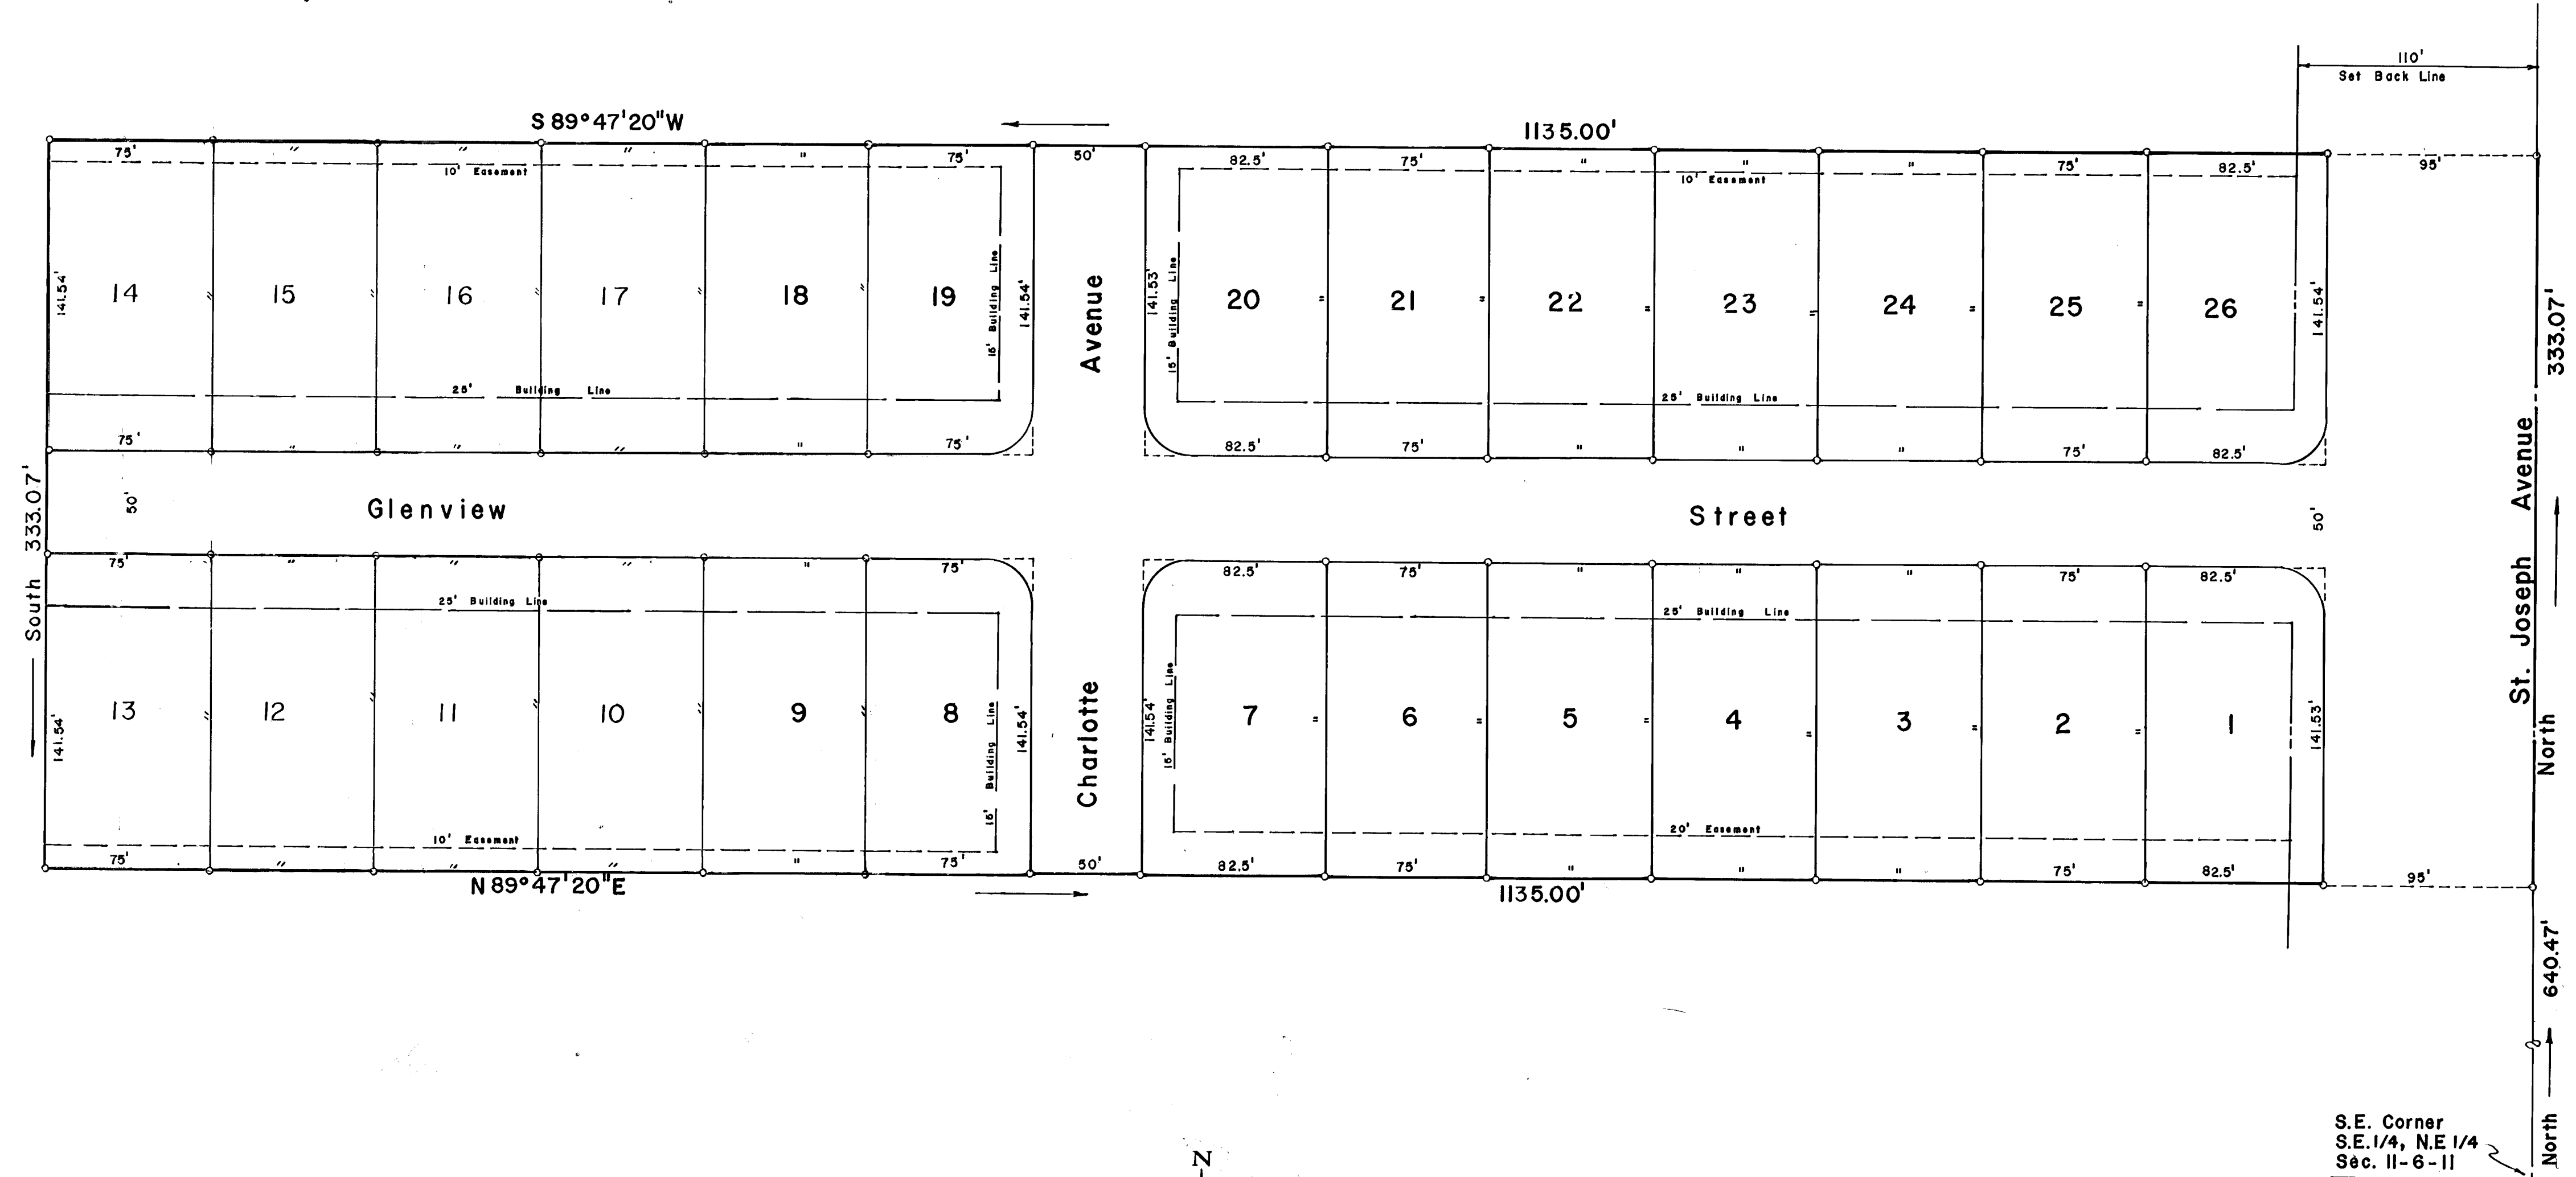 110'
Set Back Line
S 89°47'20"W
1135.00'
75' " " " " 75' 50' 82.5' 75' " " " 75' 82.5' 95'
10' Easement
10' Easement
141.54' 14 " 15 " 16 " 17 " 18 " 19 15' Building Line 141.54'
Avenue
141.53' 15' Building Line 20 " 21 " 22 " 23 " 24 " 25 " 26 141.54'
333.07'
25' Building Line
25' Building Line
75' " " " " 75' 82.5' 75' " " " 75' 82.5'
South 333.07'
50'
Glenview Street
50'
St. Joseph Avenue
75' " " " " 75' 82.5' 75' " " " 75' 82.5'
25' Building Line
25' Building Line
141.54' 13 " 12 " 11 " 10 " 9 " 8 15' Building Line 141.54'
Charlotte
141.54' 15' Building Line 7 " 6 " 5 " 4 " 3 " 2 " 1 141.53'
North
10' Easement
20' Easement
75' " " " " 75' 50' 82.5' 75' " " " 75' 82.5' 95'
N 89°47'20"E
1135.00'
North 640.47'
S.E. Corner
S.E. 1/4, N.E 1/4
Sec. 11-6-11
N